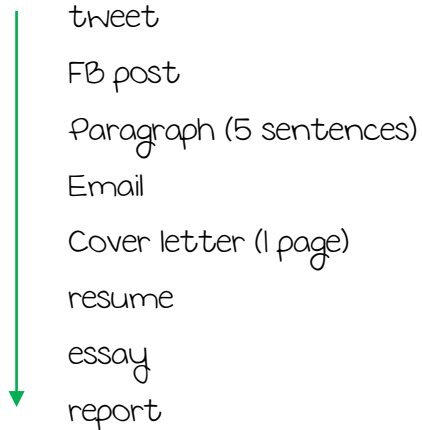 tweet
FB post
Paragraph (5 sentences)
Email
Cover letter (1 page)
resume
essay
report